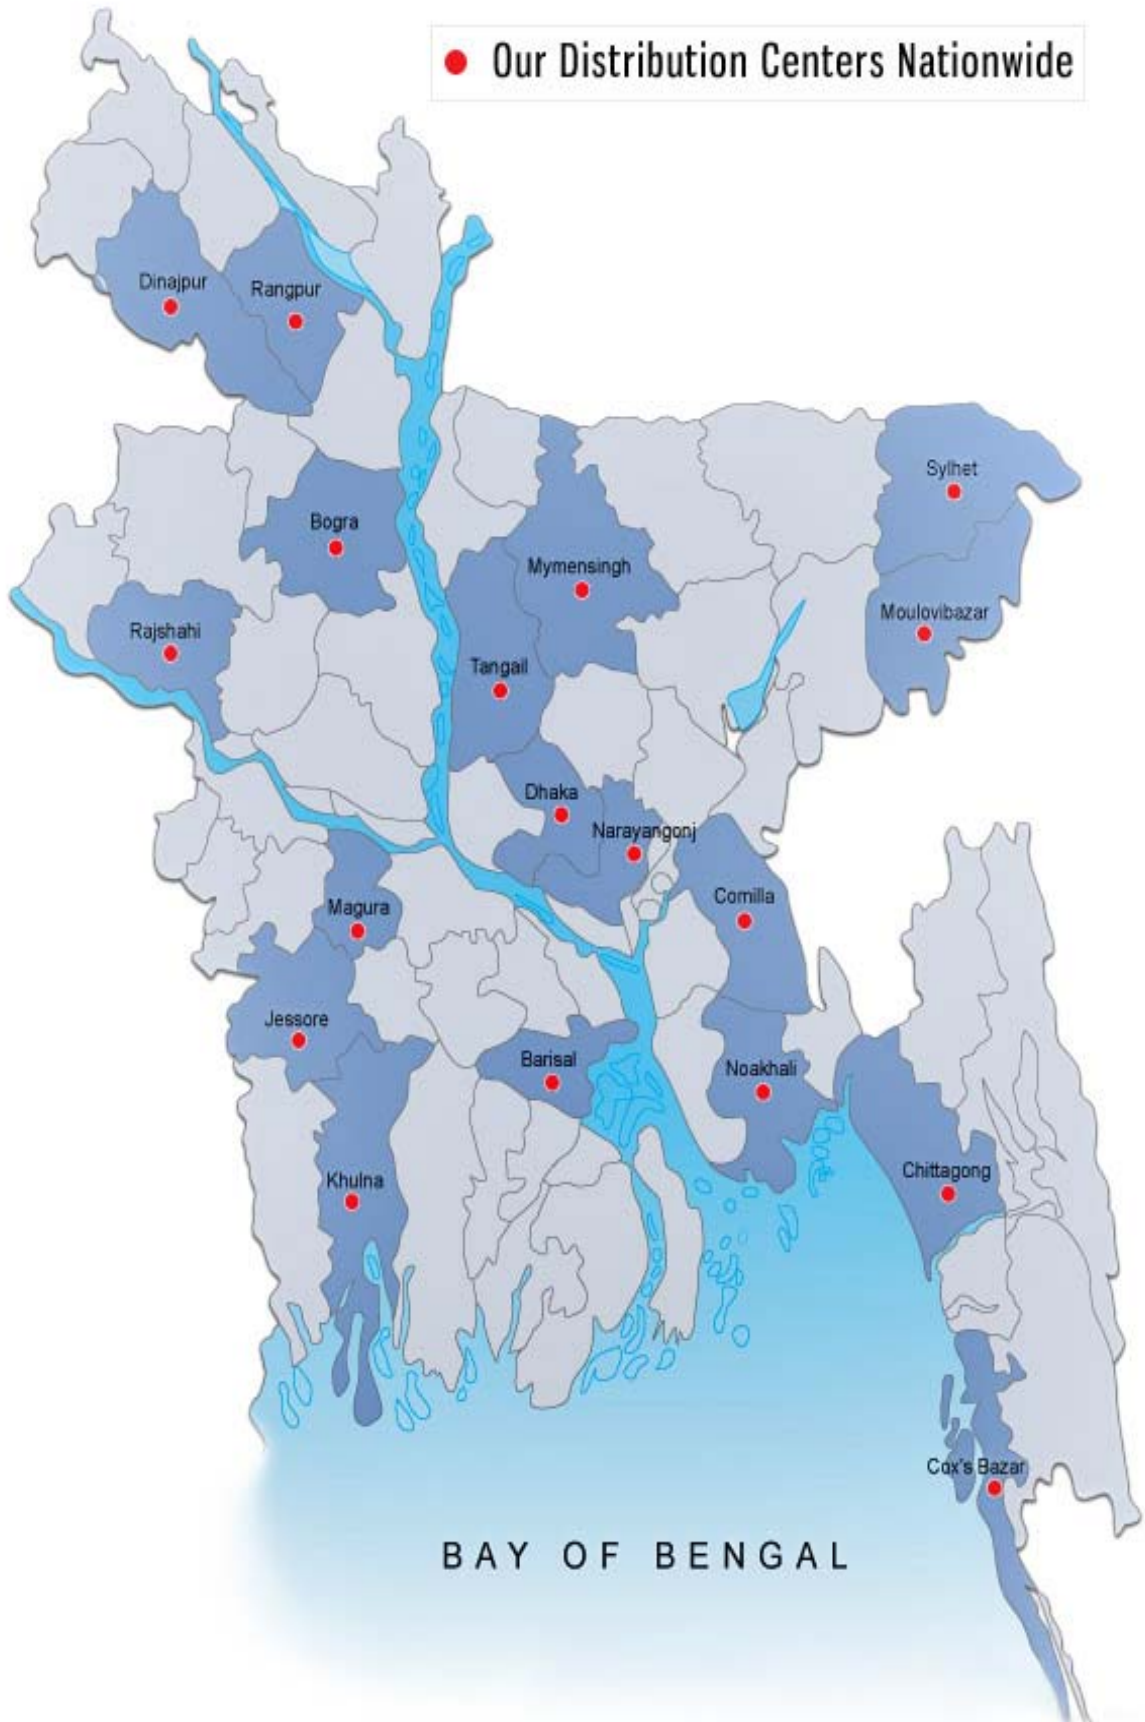 Our Distribution Centers Nationwide
Dinajpur
Rangpur
Sylhet
Bogra
Mymensingh
Moulovibazar
Rajshahi
Tangail
Dhaka
Narayangonj
Comilla
Magura
Jessore
Barisal
Noakhali
Chittagong
Khulna
Cox's Bazar
BAY OF BENGAL